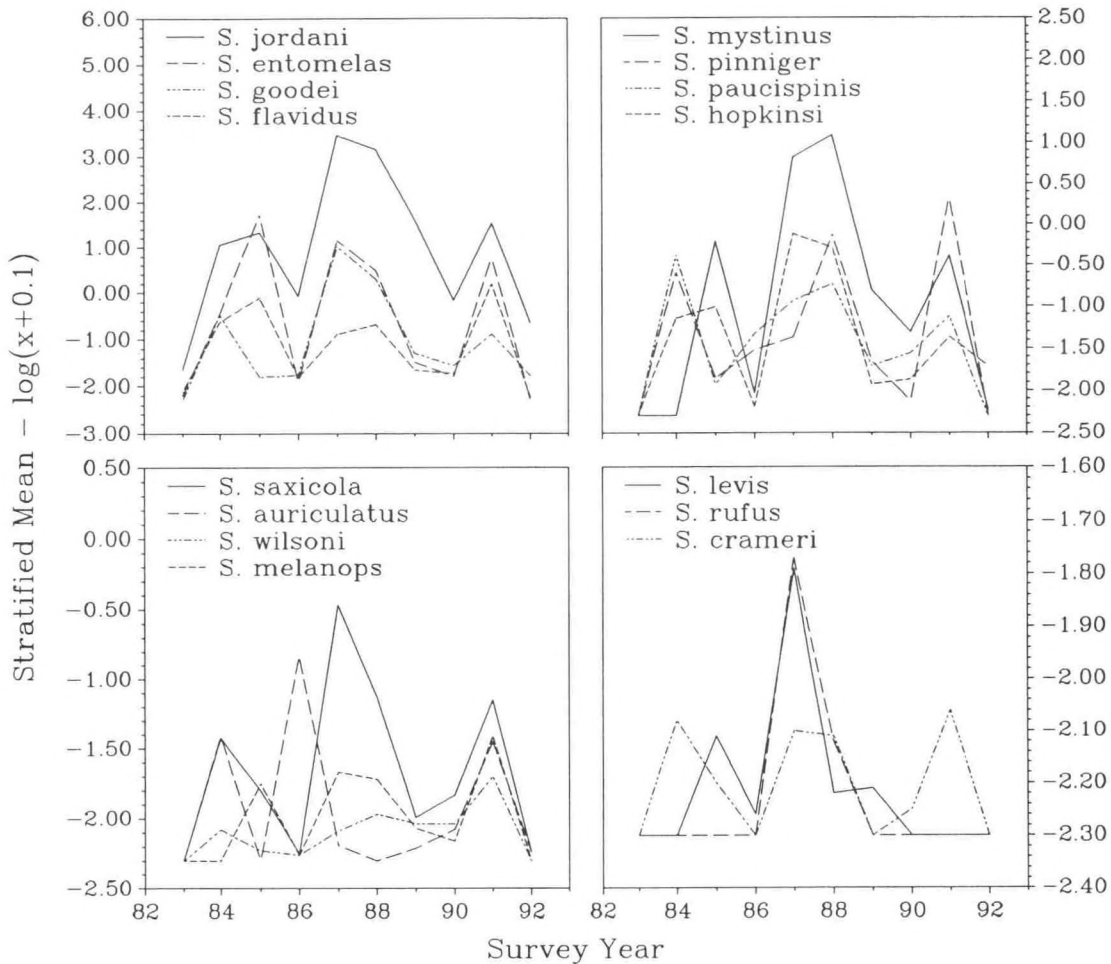 Stratified Mean – log(x+0.1)
6.00
5.00
4.00
3.00
2.00
1.00
0.00
−1.00
−2.00
−3.00
S. jordani
S. entomelas
S. goodei
S. flavidus
S. mystinus
S. pinniger
S. paucispinis
S. hopkinsi
2.50
2.00
1.50
1.00
0.50
0.00
−0.50
−1.00
−1.50
−2.00
−2.50
0.50
0.00
−0.50
−1.00
−1.50
−2.00
−2.50
S. saxicola
S. auriculatus
S. wilsoni
S. melanops
82 84 86 88 90 92
S. levis
S. rufus
S. crameri
−1.60
−1.70
−1.80
−1.90
−2.00
−2.10
−2.20
−2.30
−2.40
82 84 86 88 90 92
Survey Year